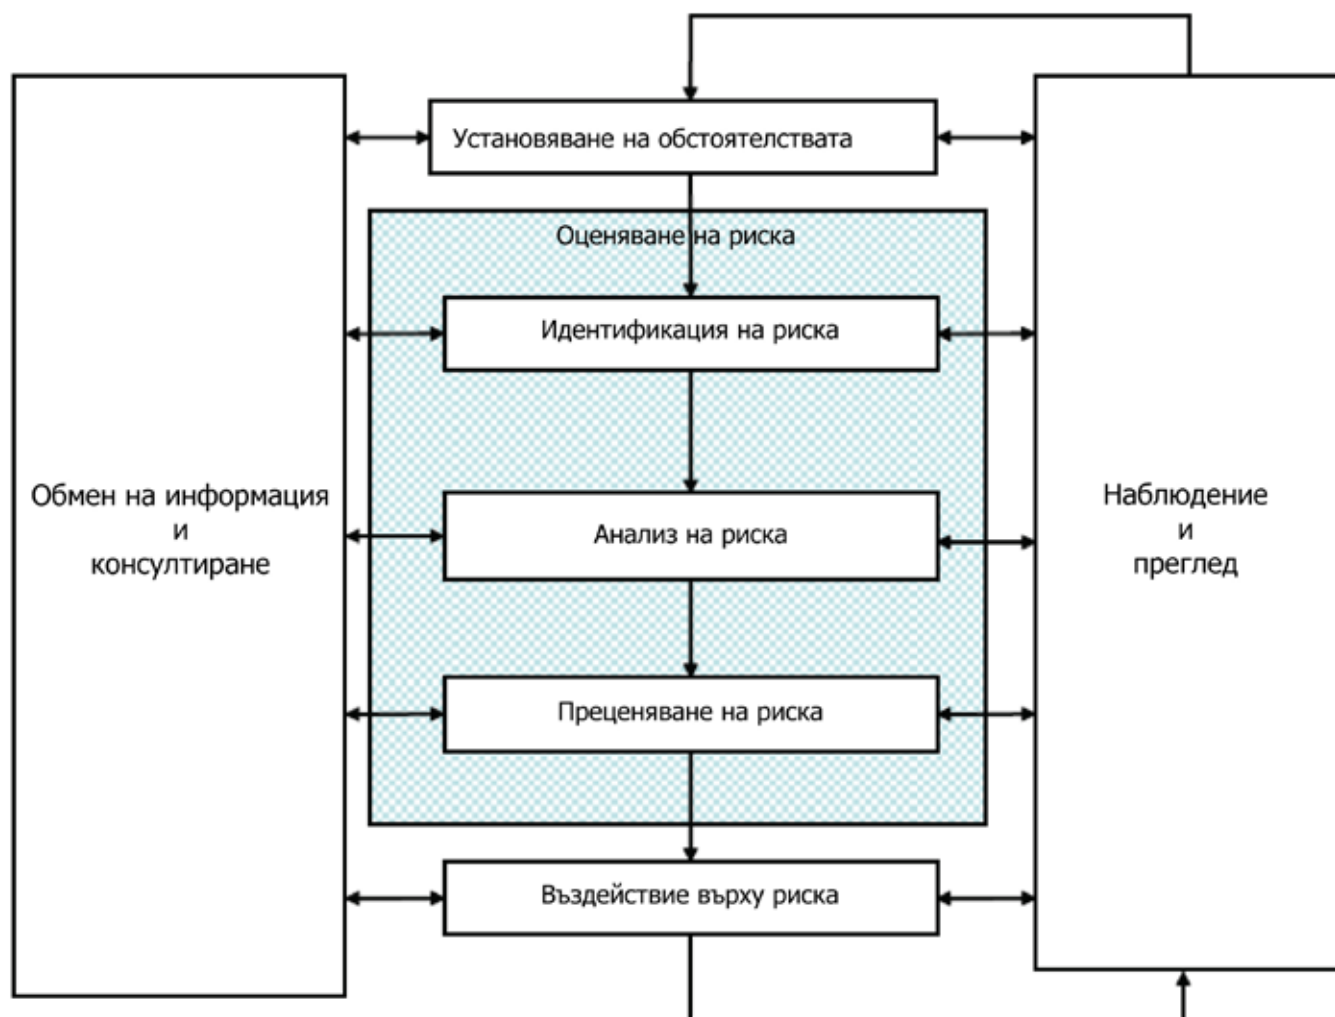 Установяване на обстоятелствата
Оценяване на риска
Идентификация на риска
Обмен на информация
и
консултиране
Анализ на риска
Наблюдение
и
преглед
Преценяване на риска
Въздействие върху риска